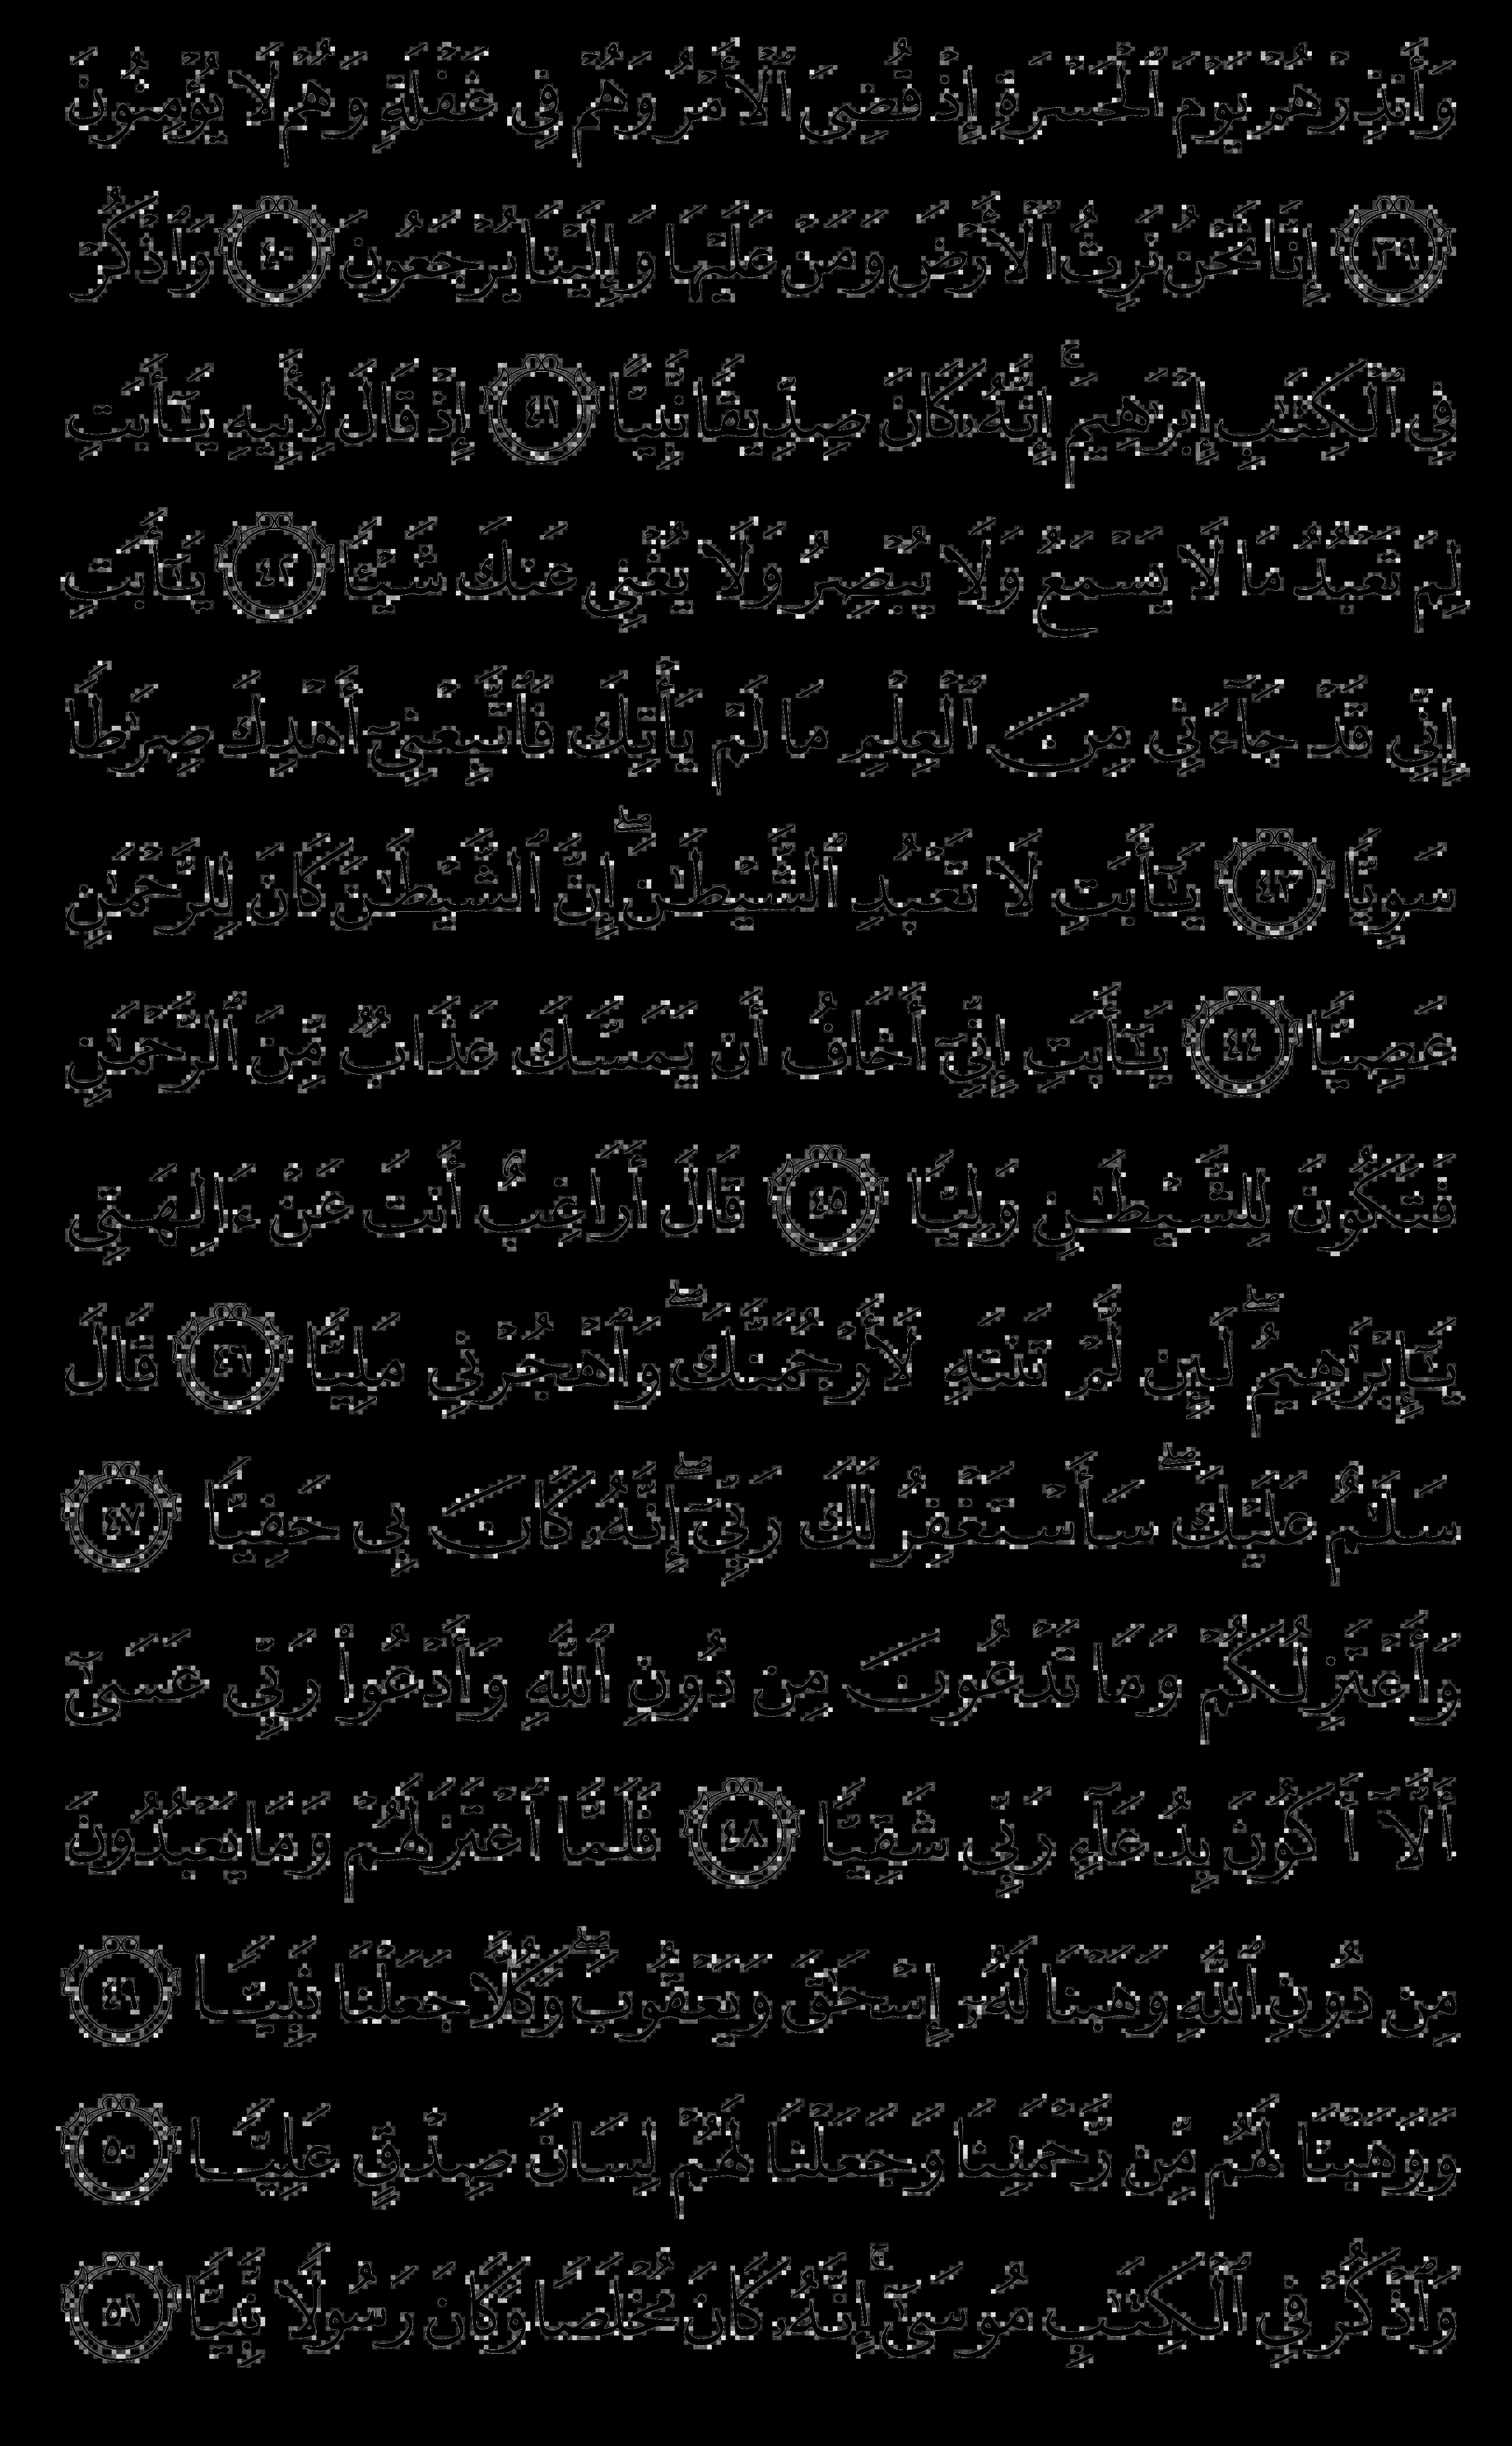 وَأَنذِرْهُمْ يَوْمَ ٱلْحَسْرَةِ إِذْ قُضِىَ ٱلْأَمْرُ وَهُمْ فِى غَفْلَةٍ وَهُمْ لَا يُؤْمِنُونَ
٣٩ إِنَّا نَحْنُ نَرِثُ ٱلْأَرْضَ وَمَنْ عَلَيْهَا وَإِلَيْنَا يُرْجَعُونَ ٤٠ وَٱذْكُرْ
فِى ٱلْكِتَٰبِ إِبْرَٰهِيمَ ۚ إِنَّهُۥ كَانَ صِدِّيقًا نَّبِيًّا ٤١ إِذْ قَالَ لِأَبِيهِ يَٰٓأَبَتِ
لِمَ تَعْبُدُ مَا لَا يَسْمَعُ وَلَا يُبْصِرُ وَلَا يُغْنِى عَنكَ شَيْـًٔا ٤٢ يَٰٓأَبَتِ
إِنِّى قَدْ جَآءَنِى مِنَ ٱلْعِلْمِ مَا لَمْ يَأْتِكَ فَٱتَّبِعْنِىٓ أَهْدِكَ صِرَٰطًا
سَوِيًّا ٤٣ يَٰٓأَبَتِ لَا تَعْبُدِ ٱلشَّيْطَٰنَ ۖ إِنَّ ٱلشَّيْطَٰنَ كَانَ لِلرَّحْمَٰنِ
عَصِيًّا ٤٤ يَٰٓأَبَتِ إِنِّىٓ أَخَافُ أَن يَمَسَّكَ عَذَابٌ مِّنَ ٱلرَّحْمَٰنِ
فَتَكُونَ لِلشَّيْطَٰنِ وَلِيًّا ٤٥ قَالَ أَرَاغِبٌ أَنتَ عَنْ ءَالِهَتِى
يَٰٓإِبْرَٰهِيمُ ۖ لَئِن لَّمْ تَنتَهِ لَأَرْجُمَنَّكَ ۖ وَٱهْجُرْنِى مَلِيًّا ٤٦ قَالَ
سَلَٰمٌ عَلَيْكَ ۖ سَأَسْتَغْفِرُ لَكَ رَبِّىٓ ۖ إِنَّهُۥ كَانَ بِى حَفِيًّا ٤٧
وَأَعْتَزِلُكُمْ وَمَا تَدْعُونَ مِن دُونِ ٱللَّهِ وَأَدْعُوا۟ رَبِّى عَسَىٰٓ
أَلَّآ أَكُونَ بِدُعَآءِ رَبِّى شَقِيًّا ٤٨ فَلَمَّا ٱعْتَزَلَهُمْ وَمَا يَعْبُدُونَ
مِن دُونِ ٱللَّهِ وَهَبْنَا لَهُۥٓ إِسْحَٰقَ وَيَعْقُوبَ ۖ وَكُلًّا جَعَلْنَا نَبِيًّا ٤٩
وَوَهَبْنَا لَهُم مِّن رَّحْمَتِنَا وَجَعَلْنَا لَهُمْ لِسَانَ صِدْقٍ عَلِيًّا ٥٠
وَٱذْكُرْ فِى ٱلْكِتَٰبِ مُوسَىٰٓ ۚ إِنَّهُۥ كَانَ مُخْلَصًا وَكَانَ رَسُولًا نَّبِيًّا ٥١